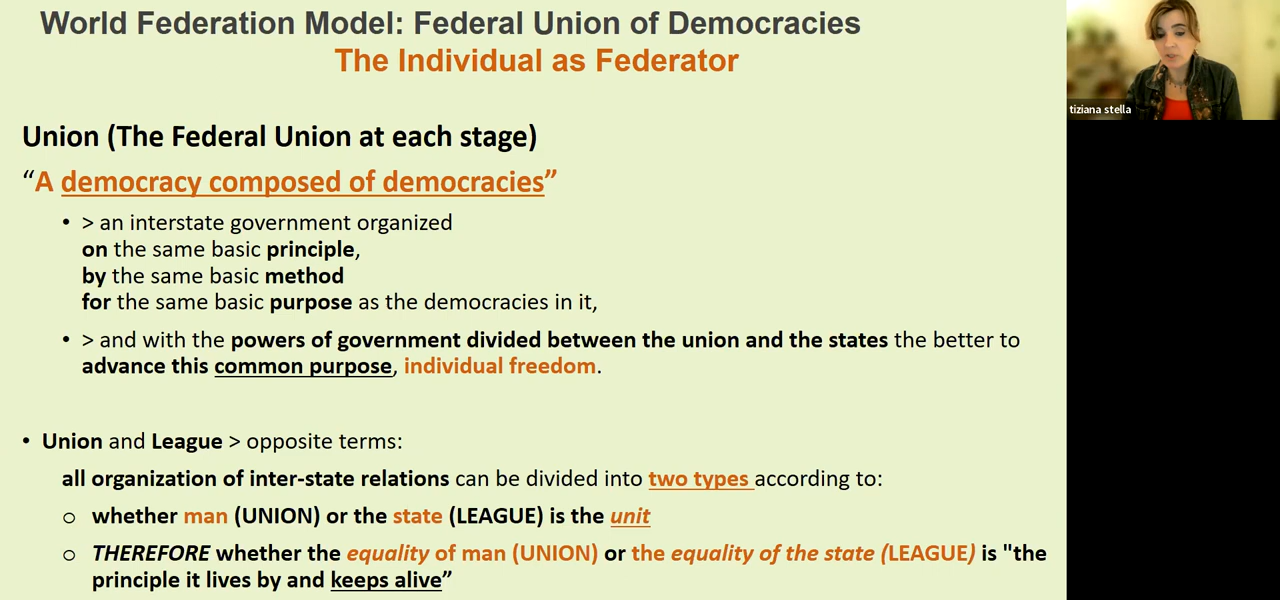 World Federation Model: Federal Union of Democracies
The Individual as Federator
tiziana stella
Union (The Federal Union at each stage)
“A democracy composed of democracies”
• > an interstate government organized
on the same basic principle,
by the same basic method
for the same basic purpose as the democracies in it,
• > and with the powers of government divided between the union and the states the better to
advance this common purpose, individual freedom.
• Union and League > opposite terms:
all organization of inter-state relations can be divided into two types according to:
o whether man (UNION) or the state (LEAGUE) is the unit
o THEREFORE whether the equality of man (UNION) or the equality of the state (LEAGUE) is "the
principle it lives by and keeps alive”